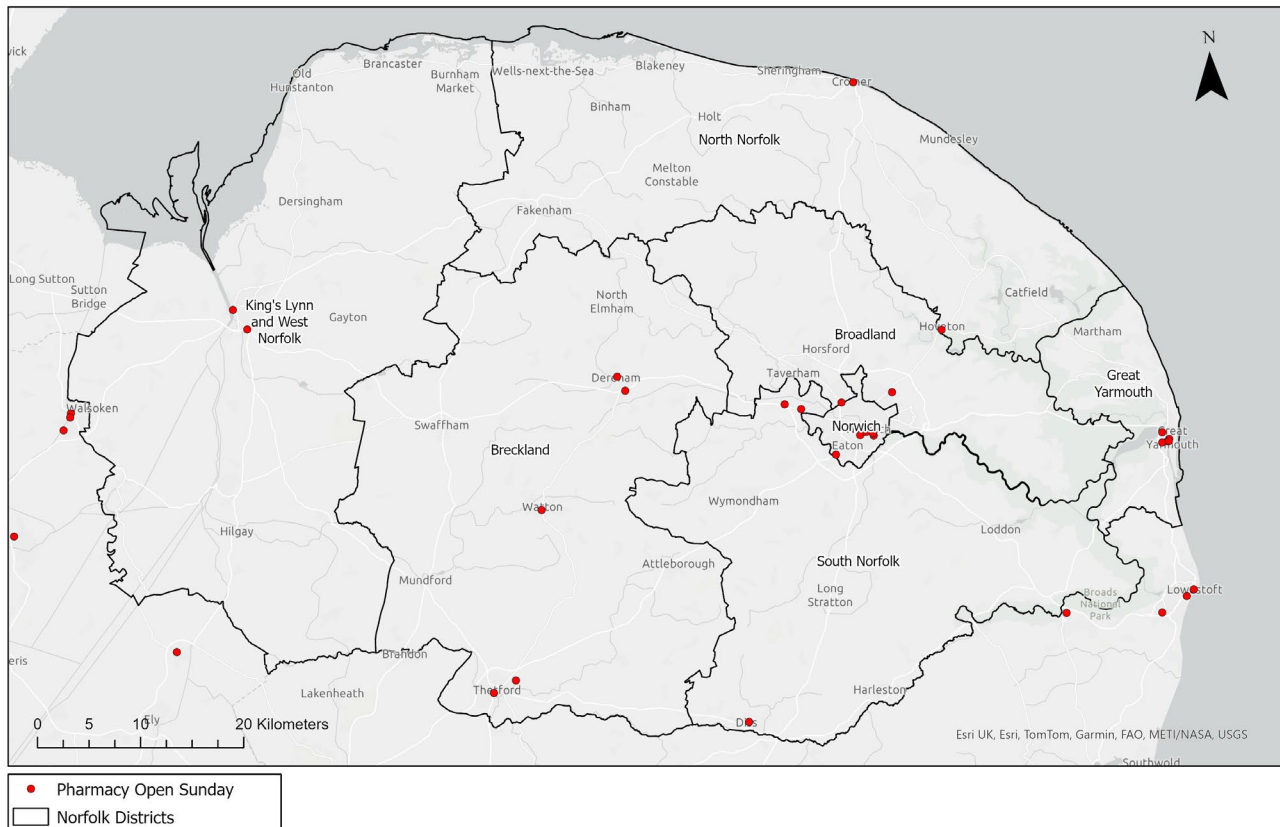 N
wick
Old
Hunstanton
Brancaster
Burnham
Market
Wells-next-the-Sea
Blakeney
Sheringham
Cromer
Binham
Holt
North Norfolk
Mundesley
Melton
Constable
Dersingham
Fakenham
Long Sutton
Sutton
Bridge
King's Lynn
and West
Norfolk
Gayton
North
Elmham
Catfield
Hoveton
Martham
Broadland
Horsford
Taverham
Great
Yarmouth
Dereham
Walsoken
Swaffham
Norwich
Eaton
Great
Yarmouth
Breckland
Wymondham
Watton
Hilgay
Loddon
Attleborough
South Norfolk
Mundford
Long
Stratton
Broads
National
Park
Lowestoft
Brandon
eris
Lakenheath
Thetford
Harleston
Diss
Ely
0 5 10 20 Kilometers
Esri UK, Esri, TomTom, Garmin, FAO, METI/NASA, USGS
Southwold
Pharmacy Open Sunday
Norfolk Districts